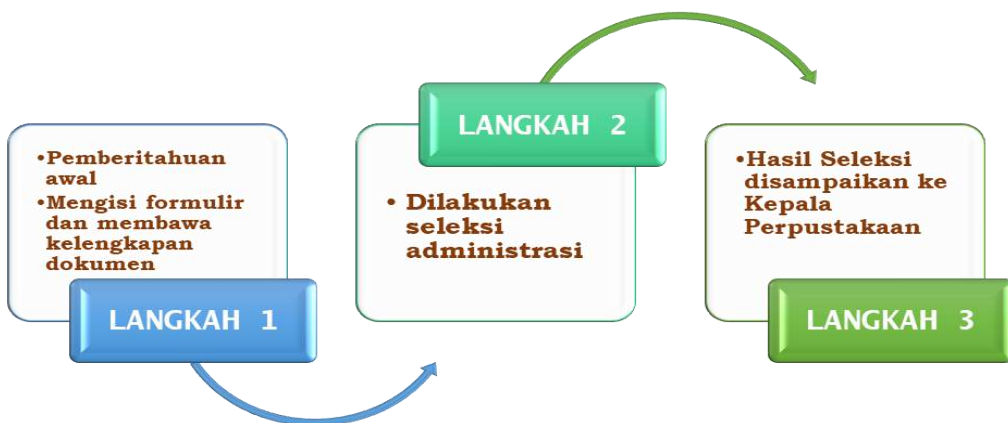 •Pemberitahuan
awal
•Mengisi formulir
dan membawa
kelengkapan
dokumen
LANGKAH 1
LANGKAH 2
• Dilakukan
seleksi
administrasi
•Hasil Seleksi
disampaikan ke
Kepala
Perpustakaan
LANGKAH 3